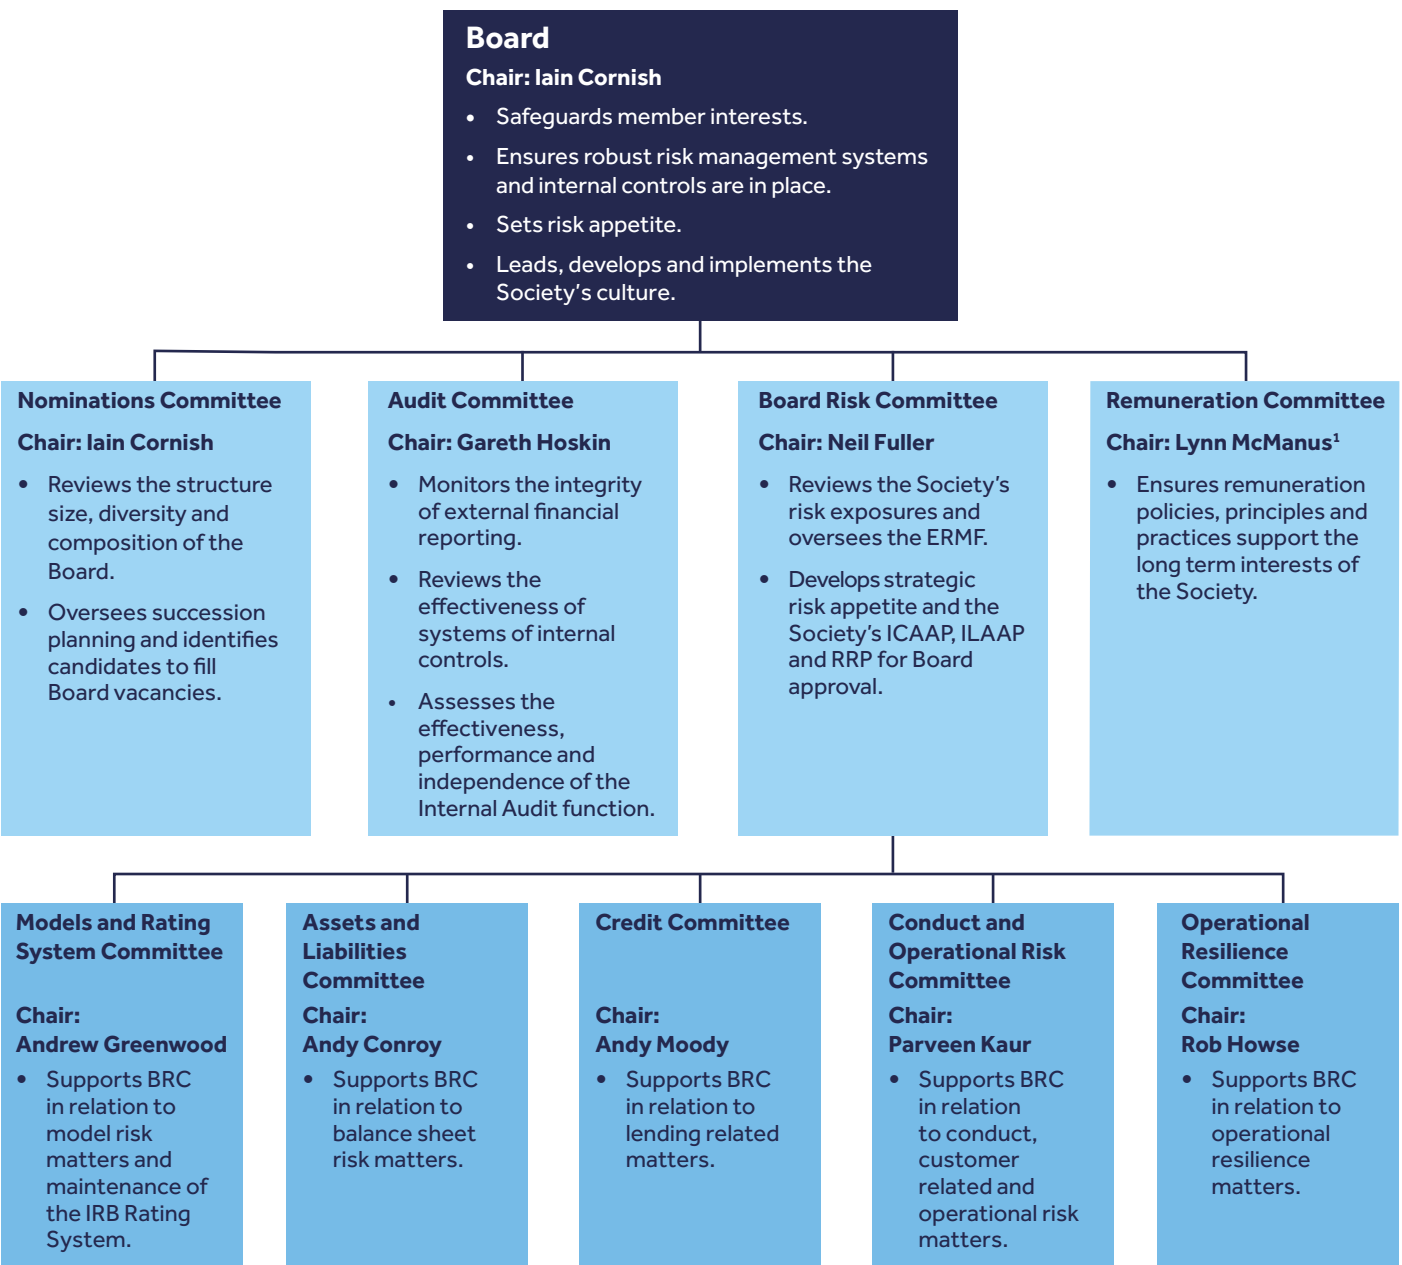 Board
Chair: Iain Cornish
• Safeguards member interests.
• Ensures robust risk management systems
and internal controls are in place.
• Sets risk appetite.
• Leads, develops and implements the
Society's culture.
Nominations Committee
Chair: Iain Cornish
• Reviews the structure
size, diversity and
composition of the
Board.
• Oversees succession
planning and identifies
candidates to fill
Board vacancies.
Audit Committee
Chair: Gareth Hoskin
• Monitors the integrity
of external financial
reporting.
• Reviews the
effectiveness of
systems of internal
controls.
• Assesses the
effectiveness,
performance and
independence of the
Internal Audit function.
Board Risk Committee
Chair: Neil Fuller
• Reviews the Society's
risk exposures and
oversees the ERMF.
• Develops strategic
risk appetite and the
Society's ICAAP, ILAAP
and RRP for Board
approval.
Remuneration Committee
Chair: Lynn McManus¹
• Ensures remuneration
policies, principles and
practices support the
long term interests of
the Society.
Models and Rating
System Committee
Chair:
Andrew Greenwood
• Supports BRC
in relation to
model risk
matters and
maintenance of
the IRB Rating
System.
Assets and
Liabilities
Committee
Chair:
Andy Conroy
• Supports BRC
in relation to
balance sheet
risk matters.
Credit Committee
Chair:
Andy Moody
• Supports BRC
in relation to
lending related
matters.
Conduct and
Operational Risk
Committee
Chair:
Parveen Kaur
• Supports BRC
in relation
to conduct,
customer
related and
operational risk
matters.
Operational
Resilience
Committee
Chair:
Rob Howse
• Supports BRC
in relation to
operational
resilience
matters.